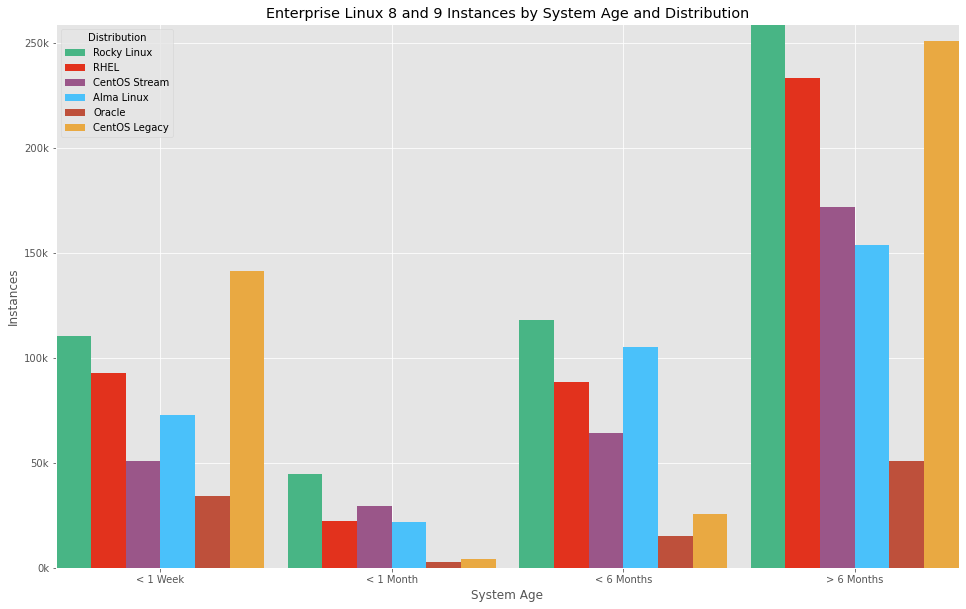 Enterprise Linux 8 and 9 Instances by System Age and Distribution
Distribution
Rocky Linux
RHEL
CentOS Stream
Alma Linux
Oracle
CentOS Legacy
250k
200k
150k
100k
50k
0k
Instances
< 1 Week
< 1 Month
< 6 Months
> 6 Months
System Age